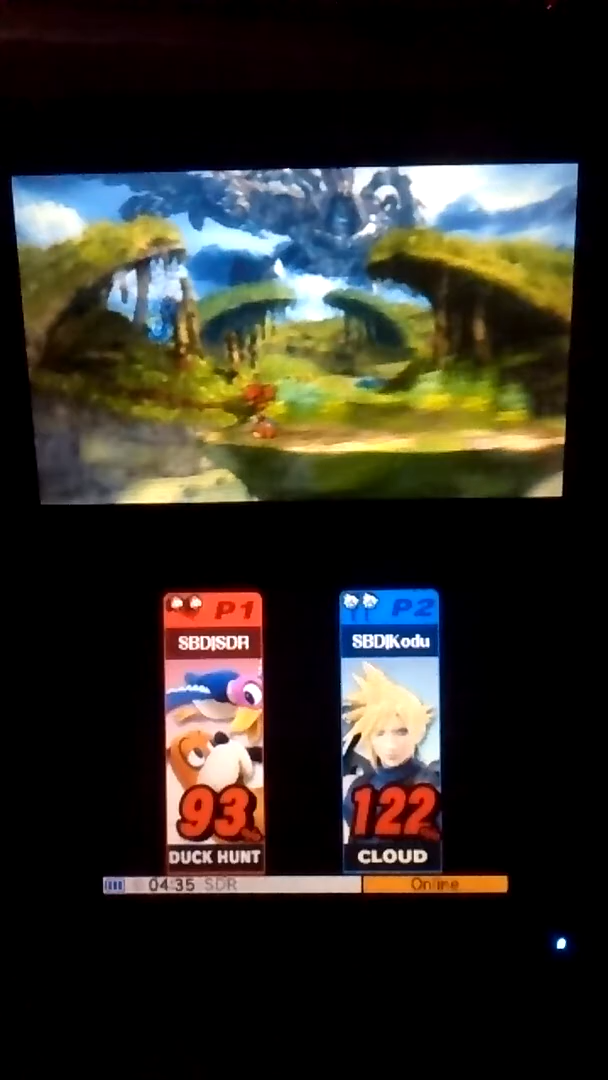 P1
P2
SBD|SDR
SBD|Kodu
93%
122%
DUCK HUNT
CLOUD
04:35 SDR
Online